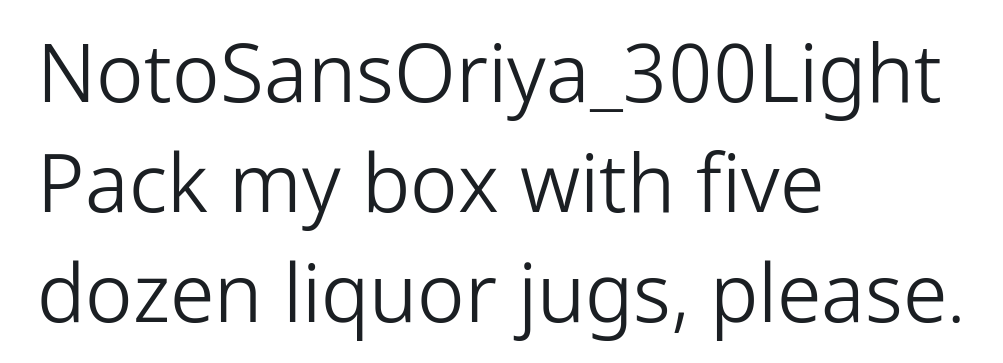 NotoSansOriya_300Light
Pack my box with five
dozen liquor jugs, please.